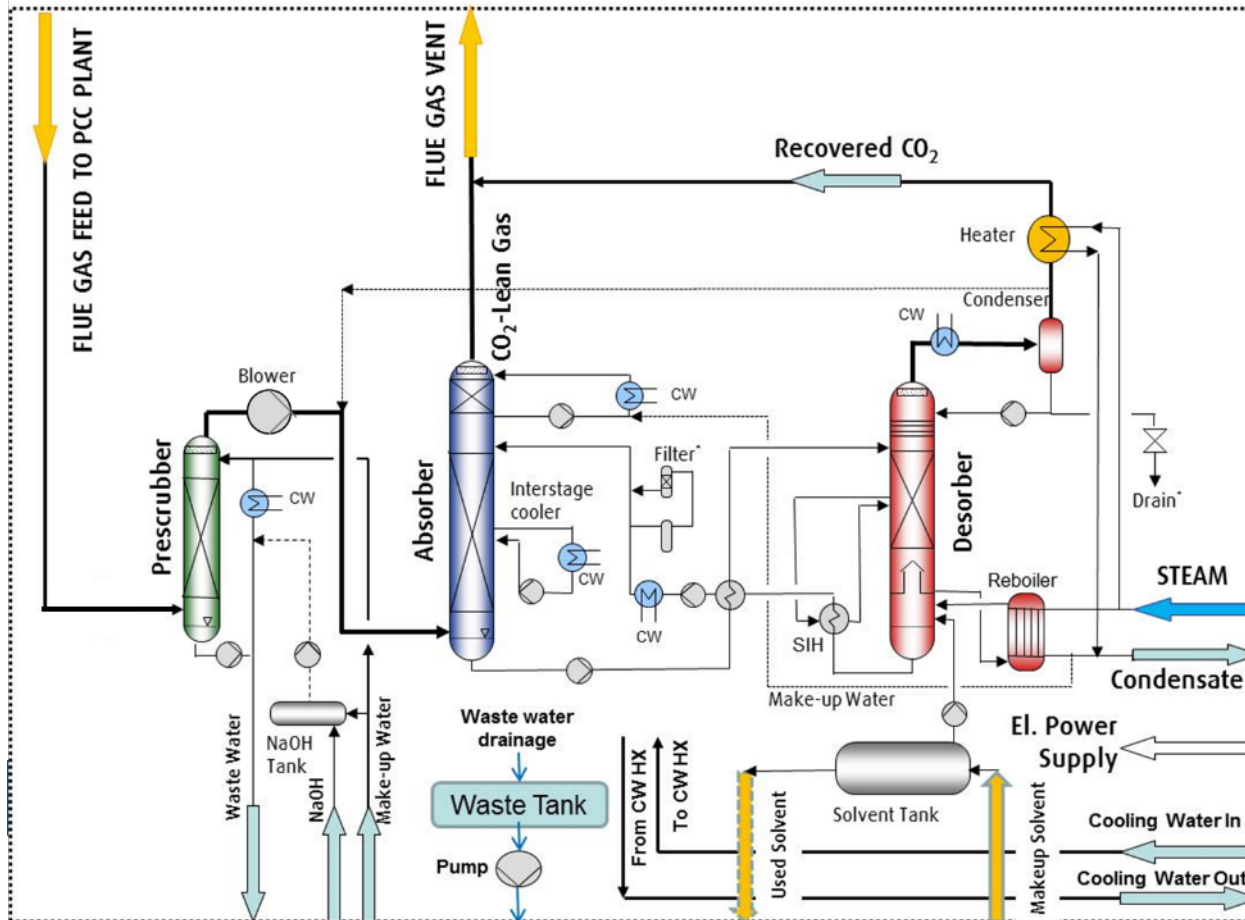 FLUE GAS FEED TO PCC PLANT
FLUE GAS VENT
Recovered CO₂
Heater
CO₂-Lean Gas
Condenser
CW
Blower
CW
Prescrubber
CW
Absorber
Filter*
Interstage
cooler
CW
Desorber
Drain*
Reboiler
STEAM
CW
SIH
Condensate
Make-up Water
NaOH
Tank
Waste Water
NaOH
Make-up Water
Waste water
drainage
Waste Tank
Pump
From CW HX
To CW HX
Used Solvent
Solvent Tank
Makeup Solvent
El. Power
Supply
Cooling Water In
Cooling Water Out